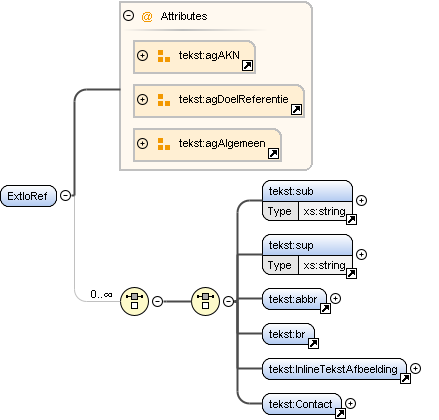 @ Attributes
tekst:agAKN
tekst:agDoelReferentie
tekst:agAlgemeen
ExtIoRef
0..∞
tekst:sub
Type xs:string
tekst:sup
Type xs:string
tekst:abbr
tekst:br
tekst:InlineTekstAfbeelding
tekst:Contact